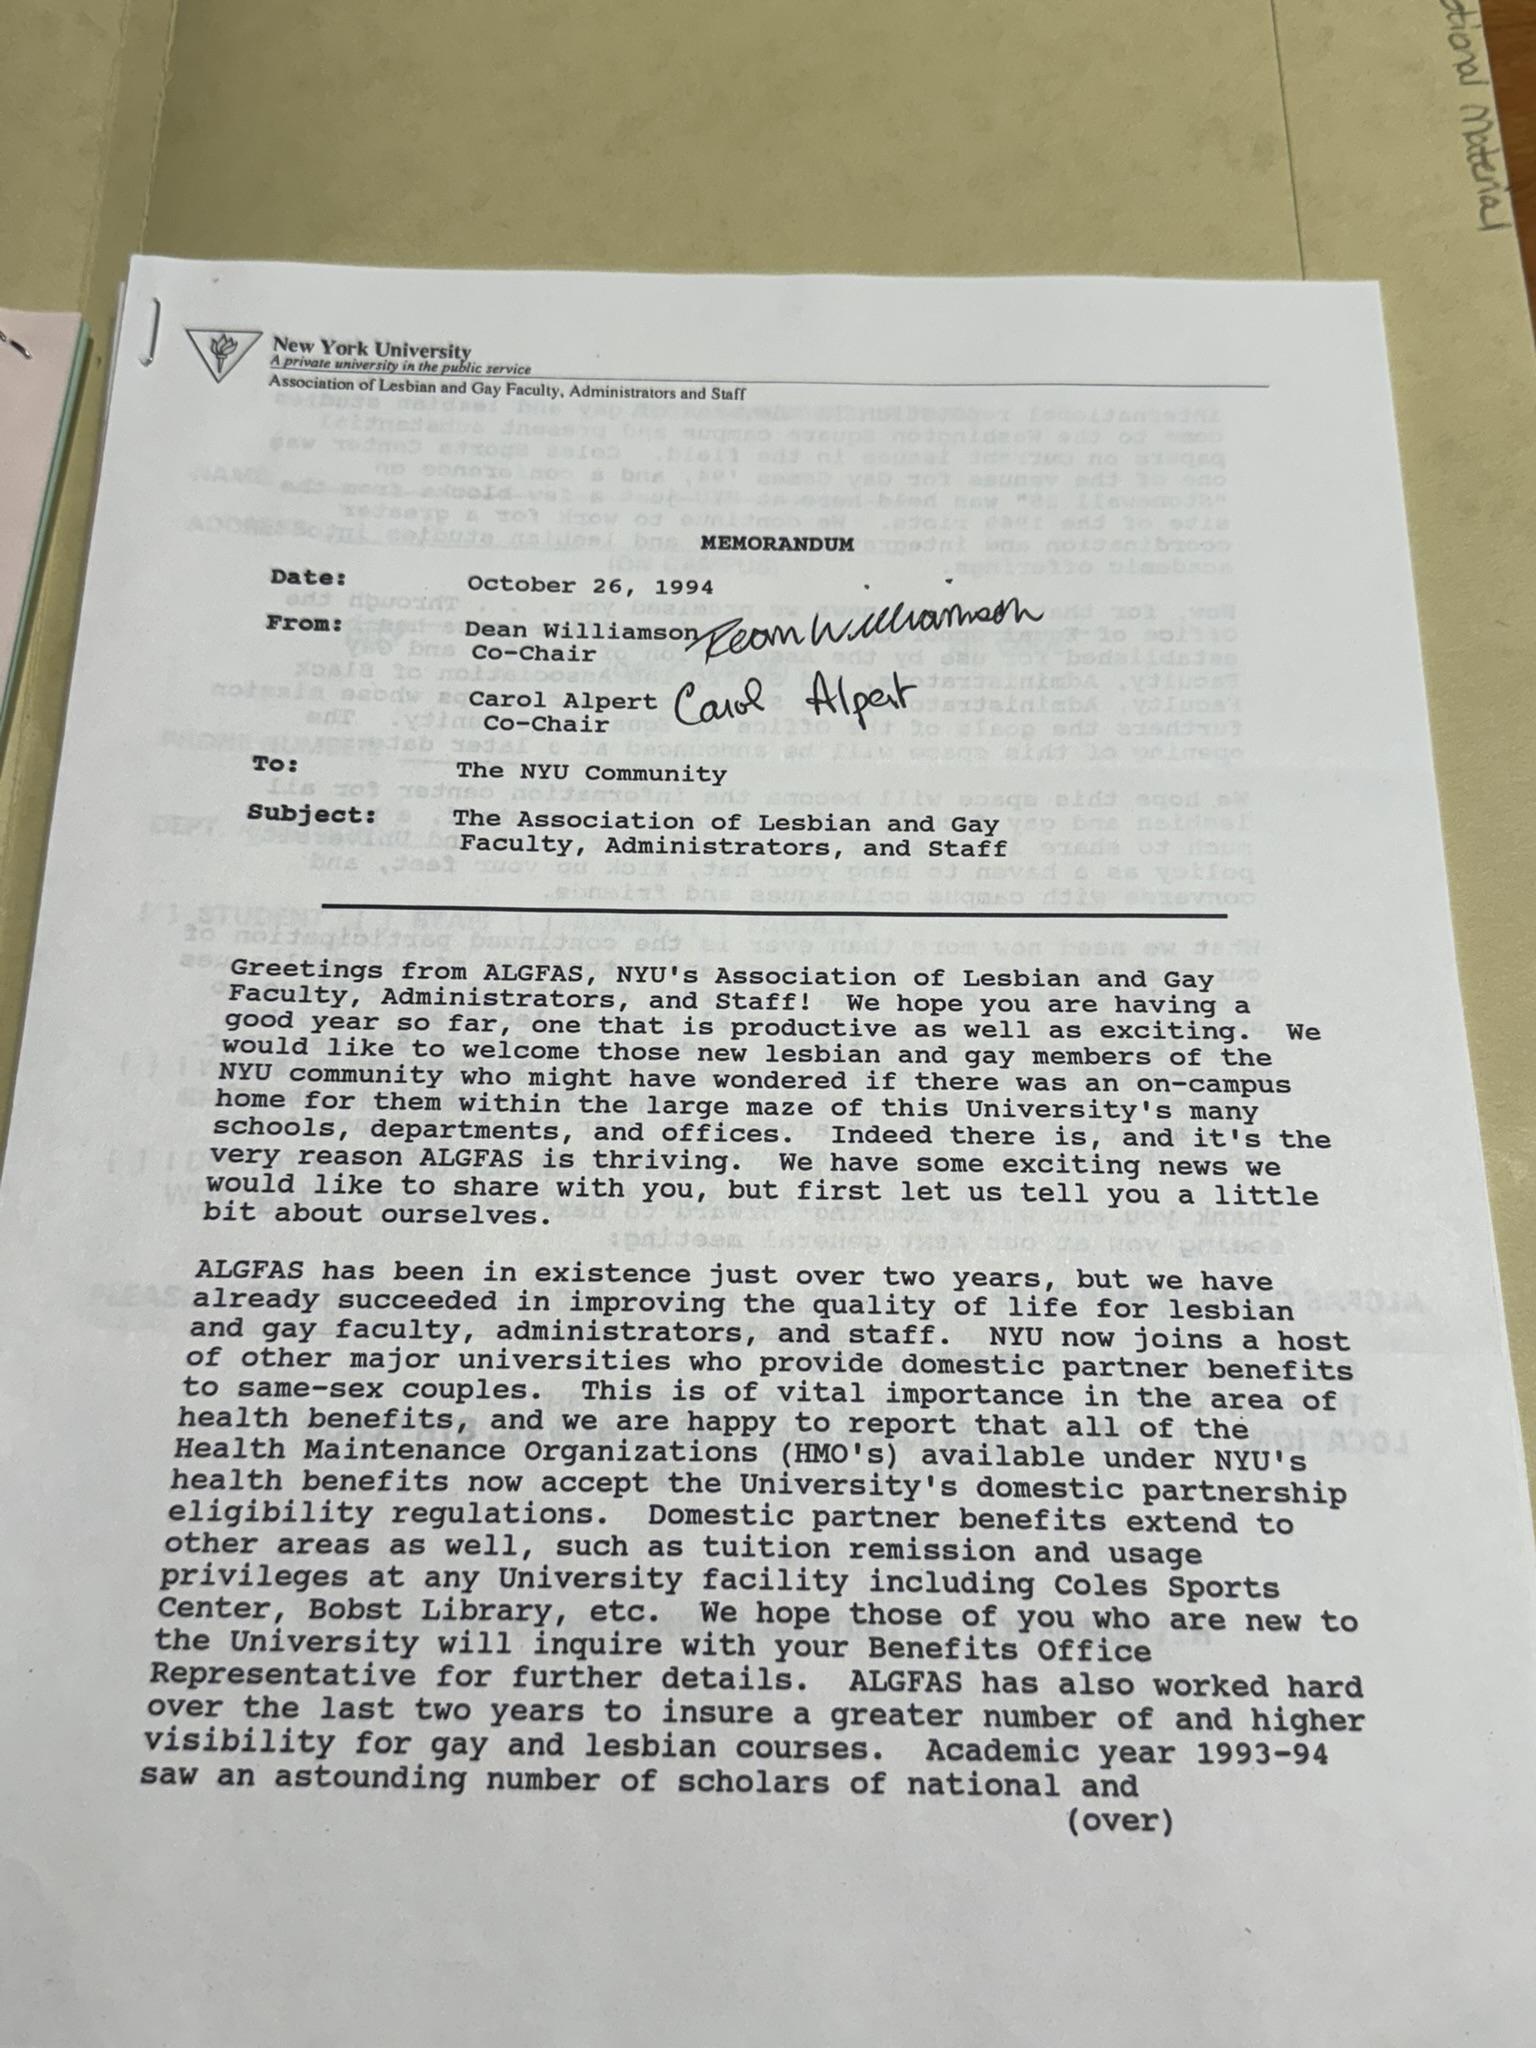 tional Material
New York University
A private university in the public service
Association of Lesbian and Gay Faculty, Administrators and Staff
MEMORANDUM
Date: October 26, 1994
From: Dean Williamson Dean Williamson
Co-Chair
Carol Alpert Carol Alpert
Co-Chair
To: The NYU Community
Subject: The Association of Lesbian and Gay
Faculty, Administrators, and Staff
Greetings from ALGFAS, NYU's Association of Lesbian and Gay
Faculty, Administrators, and Staff! We hope you are having a
good year so far, one that is productive as well as exciting. We
would like to welcome those new lesbian and gay members of the
NYU community who might have wondered if there was an on-campus
home for them within the large maze of this University's many
schools, departments, and offices. Indeed there is, and it's the
very reason ALGFAS is thriving. We have some exciting news we
would like to share with you, but first let us tell you a little
bit about ourselves.
ALGFAS has been in existence just over two years, but we have
already succeeded in improving the quality of life for lesbian
and gay faculty, administrators, and staff. NYU now joins a host
of other major universities who provide domestic partner benefits
to same-sex couples. This is of vital importance in the area of
health benefits, and we are happy to report that all of the
Health Maintenance Organizations (HMO's) available under NYU's
health benefits now accept the University's domestic partnership
eligibility regulations. Domestic partner benefits extend to
other areas as well, such as tuition remission and usage
privileges at any University facility including Coles Sports
Center, Bobst Library, etc. We hope those of you who are new to
the University will inquire with your Benefits Office
Representative for further details. ALGFAS has also worked hard
over the last two years to insure a greater number of and higher
visibility for gay and lesbian courses. Academic year 1993-94
saw an astounding number of scholars of national and
(over)